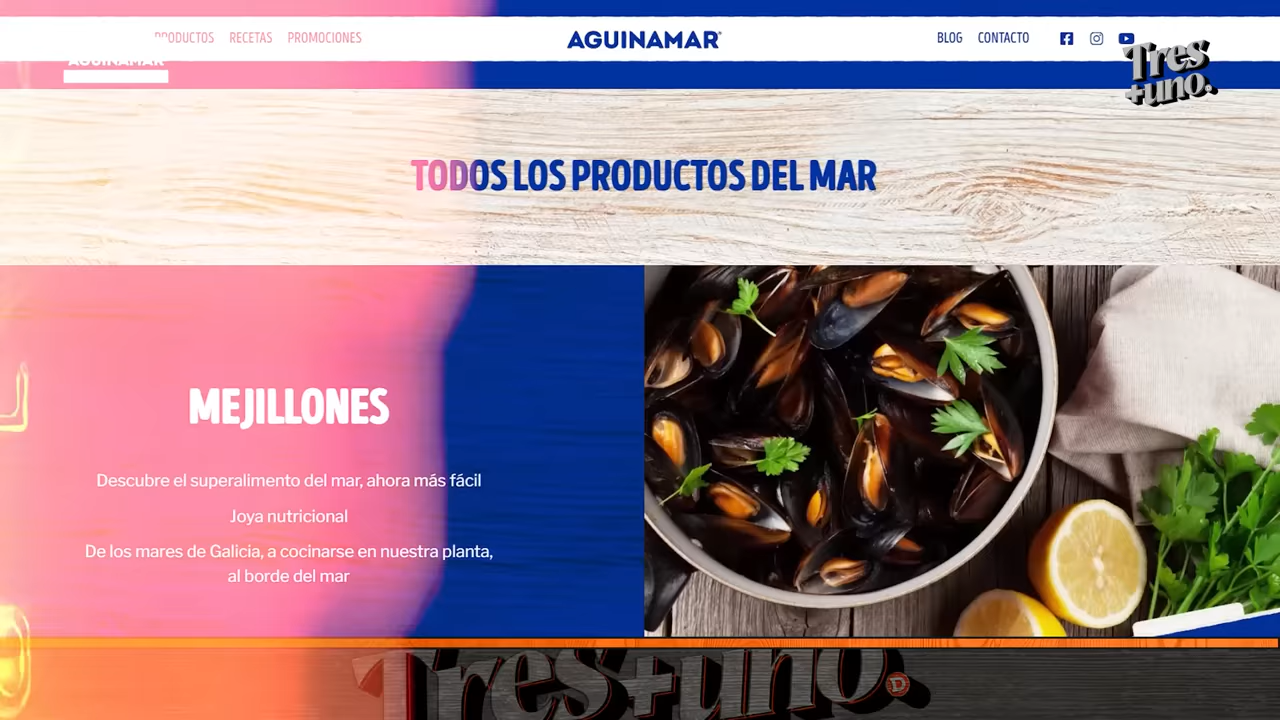 PRODUCTOS RECETAS PROMOCIONES
AGUINAMAR
BLOG CONTACTO
Tres
+uno.
AGUINAMAR
TODOS LOS PRODUCTOS DEL MAR
MEJILLONES
Descubre el superalimento del mar, ahora más fácil
Joya nutricional
De los mares de Galicia, a cocinarse en nuestra planta,
al borde del mar
Tres+uno.